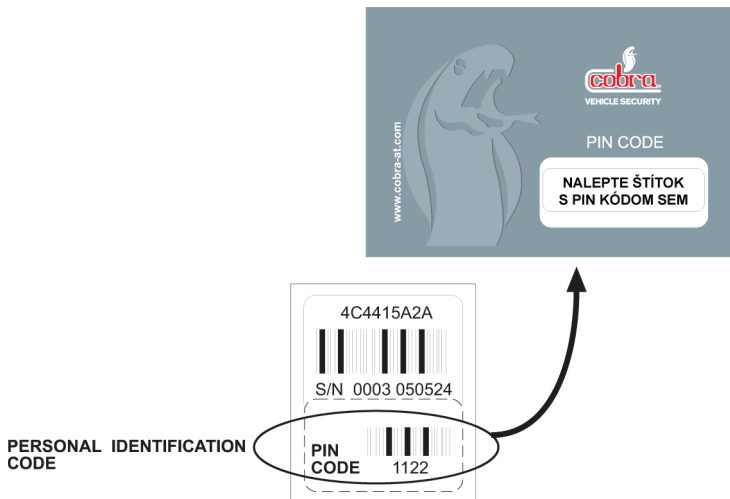 cobra
VEHICLE SECURITY
www.cobra-at.com
PIN CODE
NALEPTE ŠTÍTOK
S PIN KÓDOM SEM
4C4415A2A
S/N 0003 050524
PERSONAL IDENTIFICATION
CODE
PIN
CODE
1122